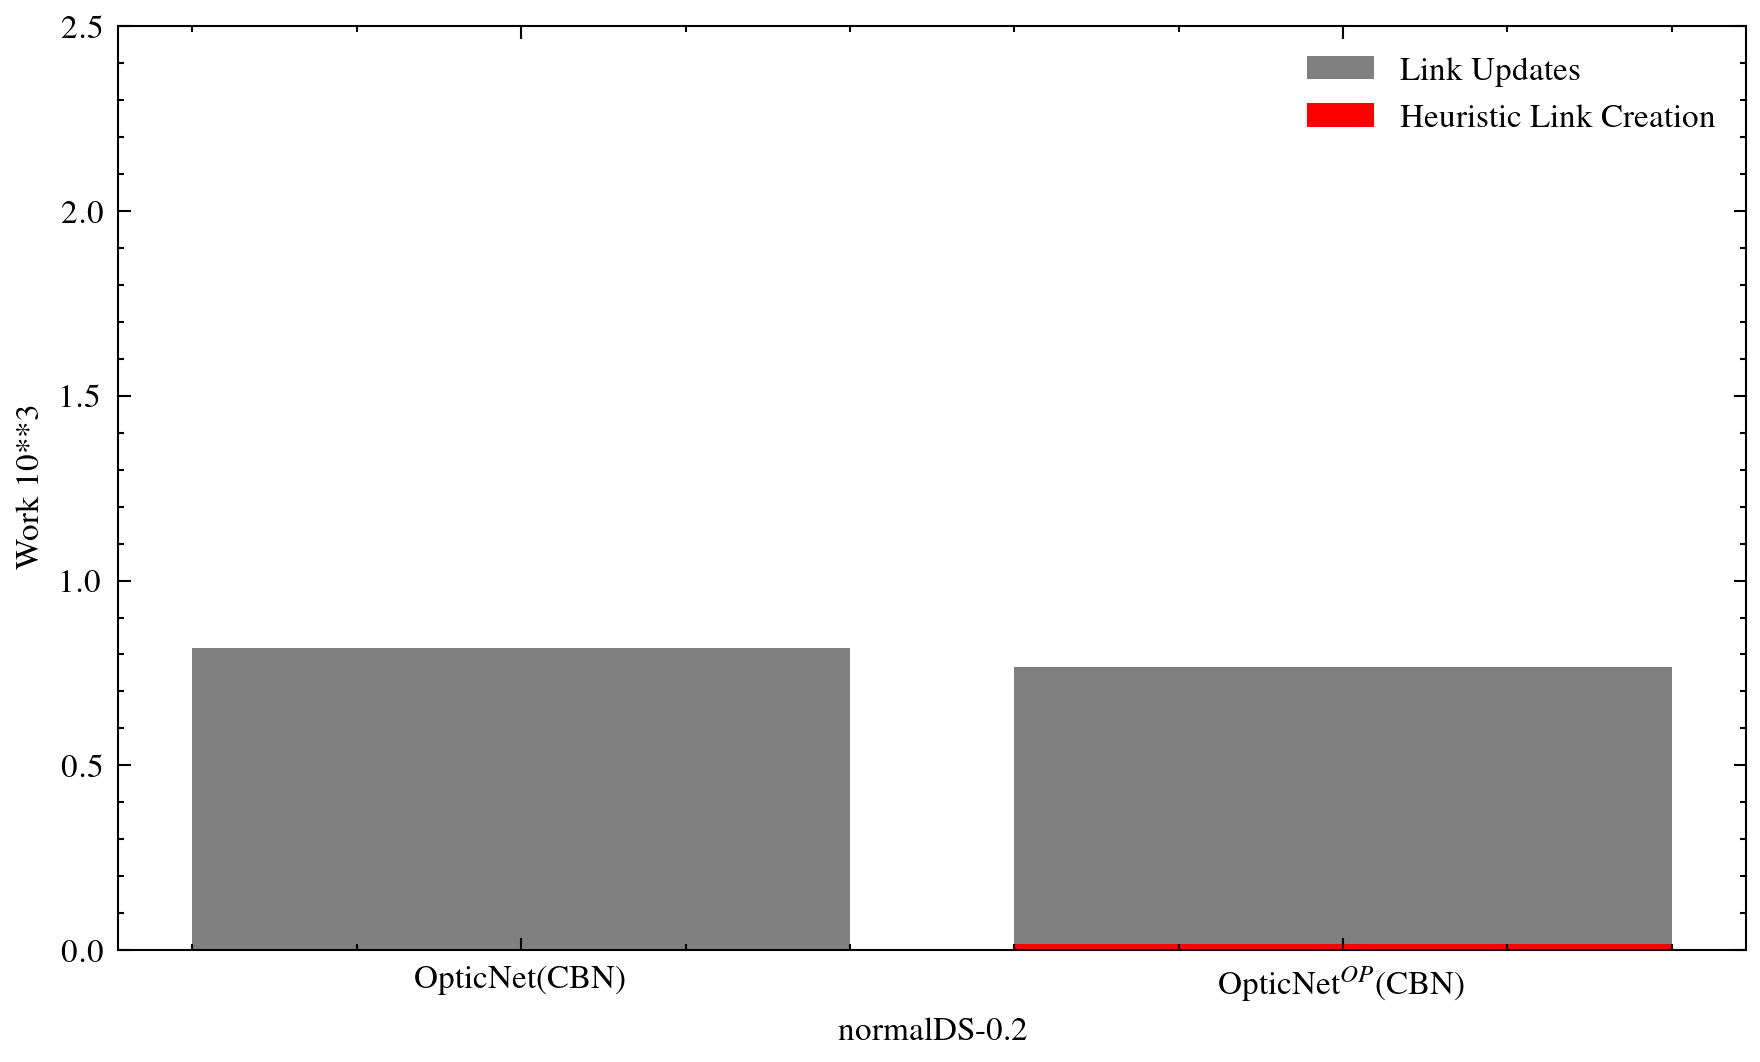 2.5
2.0
1.5
1.0
0.5
0.0
Work 10**3
Link Updates
Heuristic Link Creation
OpticNet(CBN)
OpticNet^OP(CBN)
normalDS-0.2